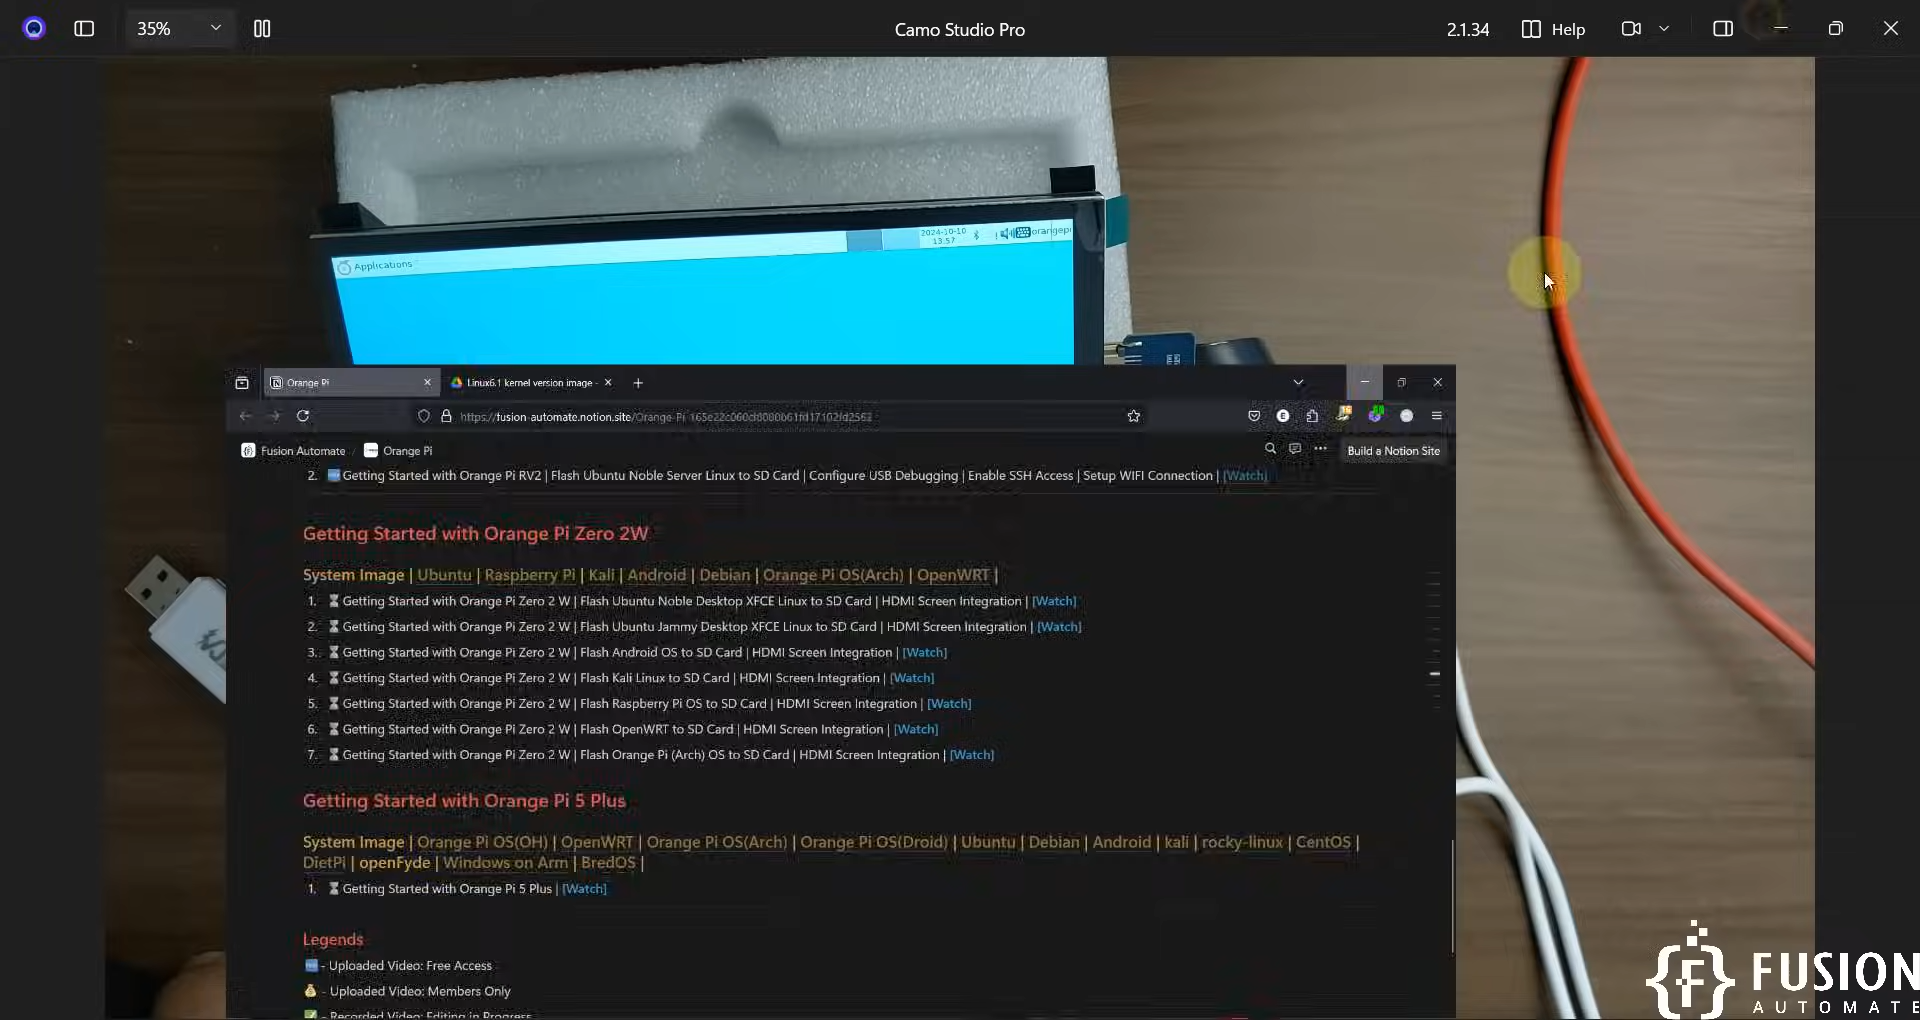 35%
Camo Studio Pro
2.1.34
Help
2024-10-10
13:57
orangepi
Applications
Orange Pi
Linux6.1 kernel version image -
https://fusion-automate.notion.site/Orange-Pi-
Fusion Automate / Orange Pi
Build a Notion Site
2. Getting Started with Orange Pi RV2 | Flash Ubuntu Noble Server Linux to SD Card | Configure USB Debugging | Enable SSH Access | Setup WIFI Connection | [Watch]
Getting Started with Orange Pi Zero 2W
System Image | Ubuntu | Raspberry Pi | Kali | Android | Debian | Orange Pi OS(Arch) | OpenWRT |
1. Getting Started with Orange Pi Zero 2 W | Flash Ubuntu Noble Desktop XFCE Linux to SD Card | HDMI Screen Integration | [Watch]
2. Getting Started with Orange Pi Zero 2 W | Flash Ubuntu Jammy Desktop XFCE Linux to SD Card | HDMI Screen Integration | [Watch]
3. Getting Started with Orange Pi Zero 2 W | Flash Android OS to SD Card | HDMI Screen Integration | [Watch]
4. Getting Started with Orange Pi Zero 2 W | Flash Kali Linux to SD Card | HDMI Screen Integration | [Watch]
5. Getting Started with Orange Pi Zero 2 W | Flash Raspberry Pi OS to SD Card | HDMI Screen Integration | [Watch]
6. Getting Started with Orange Pi Zero 2 W | Flash OpenWRT to SD Card | HDMI Screen Integration | [Watch]
7. Getting Started with Orange Pi Zero 2 W | Flash Orange Pi (Arch) OS to SD Card | HDMI Screen Integration | [Watch]
Getting Started with Orange Pi 5 Plus
System Image | Orange Pi OS(OH) | OpenWRT | Orange Pi OS(Arch) | Orange Pi OS(Droid) | Ubuntu | Debian | Android | kali | rocky-linux | CentOS |
DietPi | openFyde | Windows on Arm | BredOS |
1. Getting Started with Orange Pi 5 Plus | [Watch]
Legends
- Uploaded Video: Free Access
- Uploaded Video: Members Only
- Recorded Video: Editing in Progress
{F} FUSION
AUTOMATE